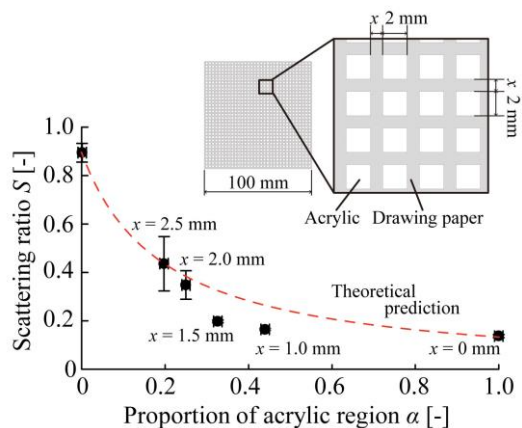 x 2 mm
x
2 mm
100 mm
Acrylic
Drawing paper
Scattering ratio S [-]
1.0
0.8
0.6
0.4
0.2
0
x = 2.5 mm
x = 2.0 mm
x = 1.5 mm
x = 1.0 mm
x = 0 mm
Theoretical
prediction
0
0.2
0.4
0.6
0.8
1.0
Proportion of acrylic region α [-]